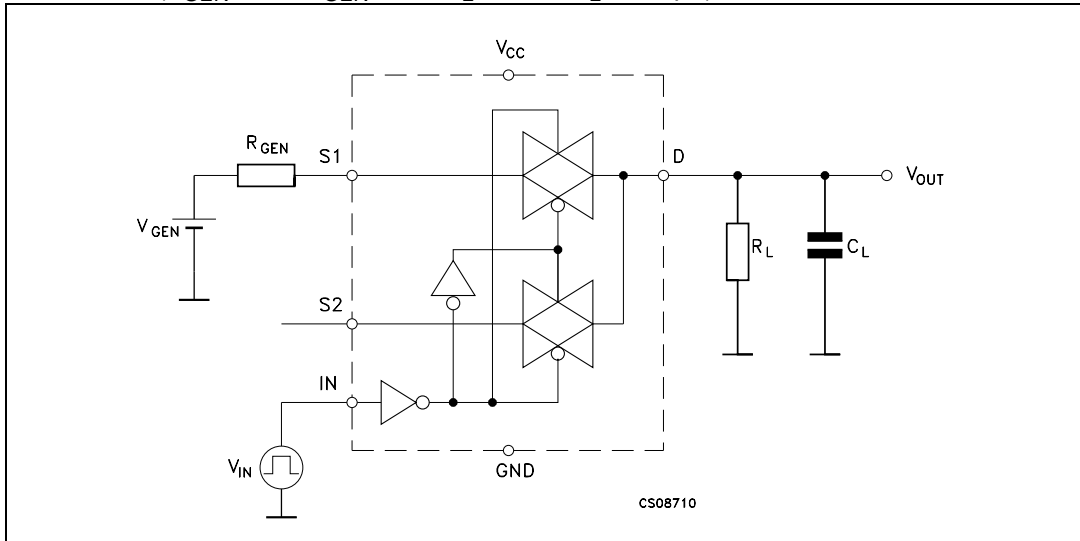 V_CC
R_GEN
S1
D
V_OUT
V_GEN
R_L
C_L
S2
IN
V_IN
GND
CS08710